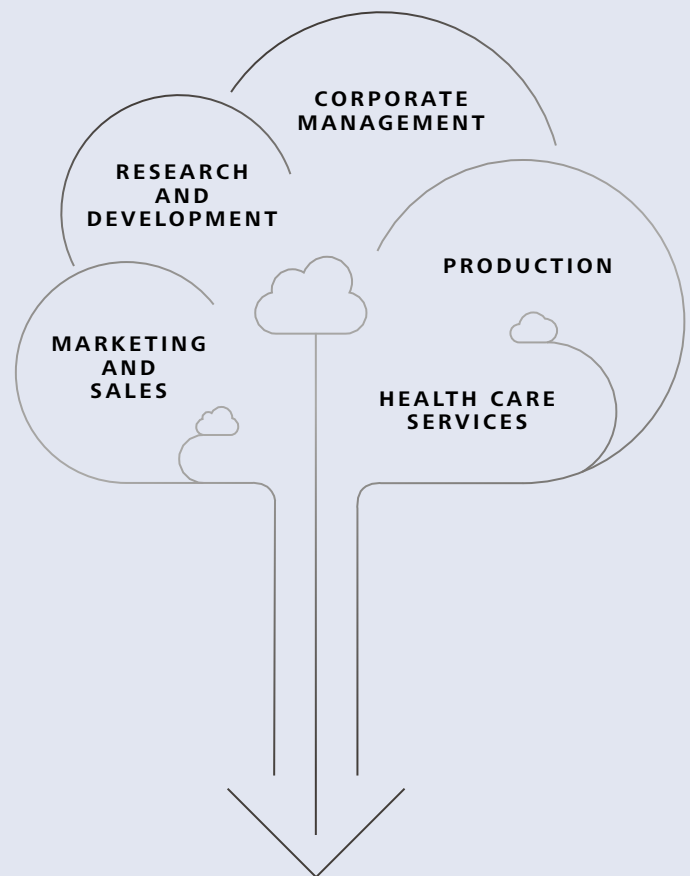 CORPORATE
MANAGEMENT
RESEARCH
AND
DEVELOPMENT
PRODUCTION
MARKETING
AND
SALES
HEALTH CARE
SERVICES